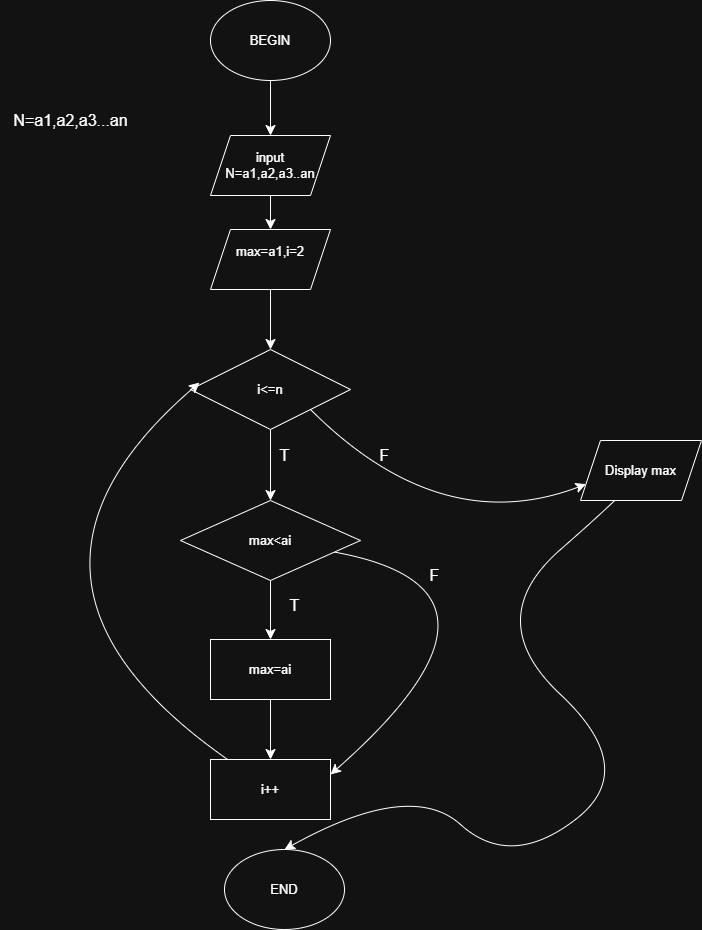 BEGIN
N=a1,a2,a3...an
input
N=a1,a2,a3..an
max=a1,i=2
i<=n
T
F
Display max
max<ai
F
T
max=ai
i++
END